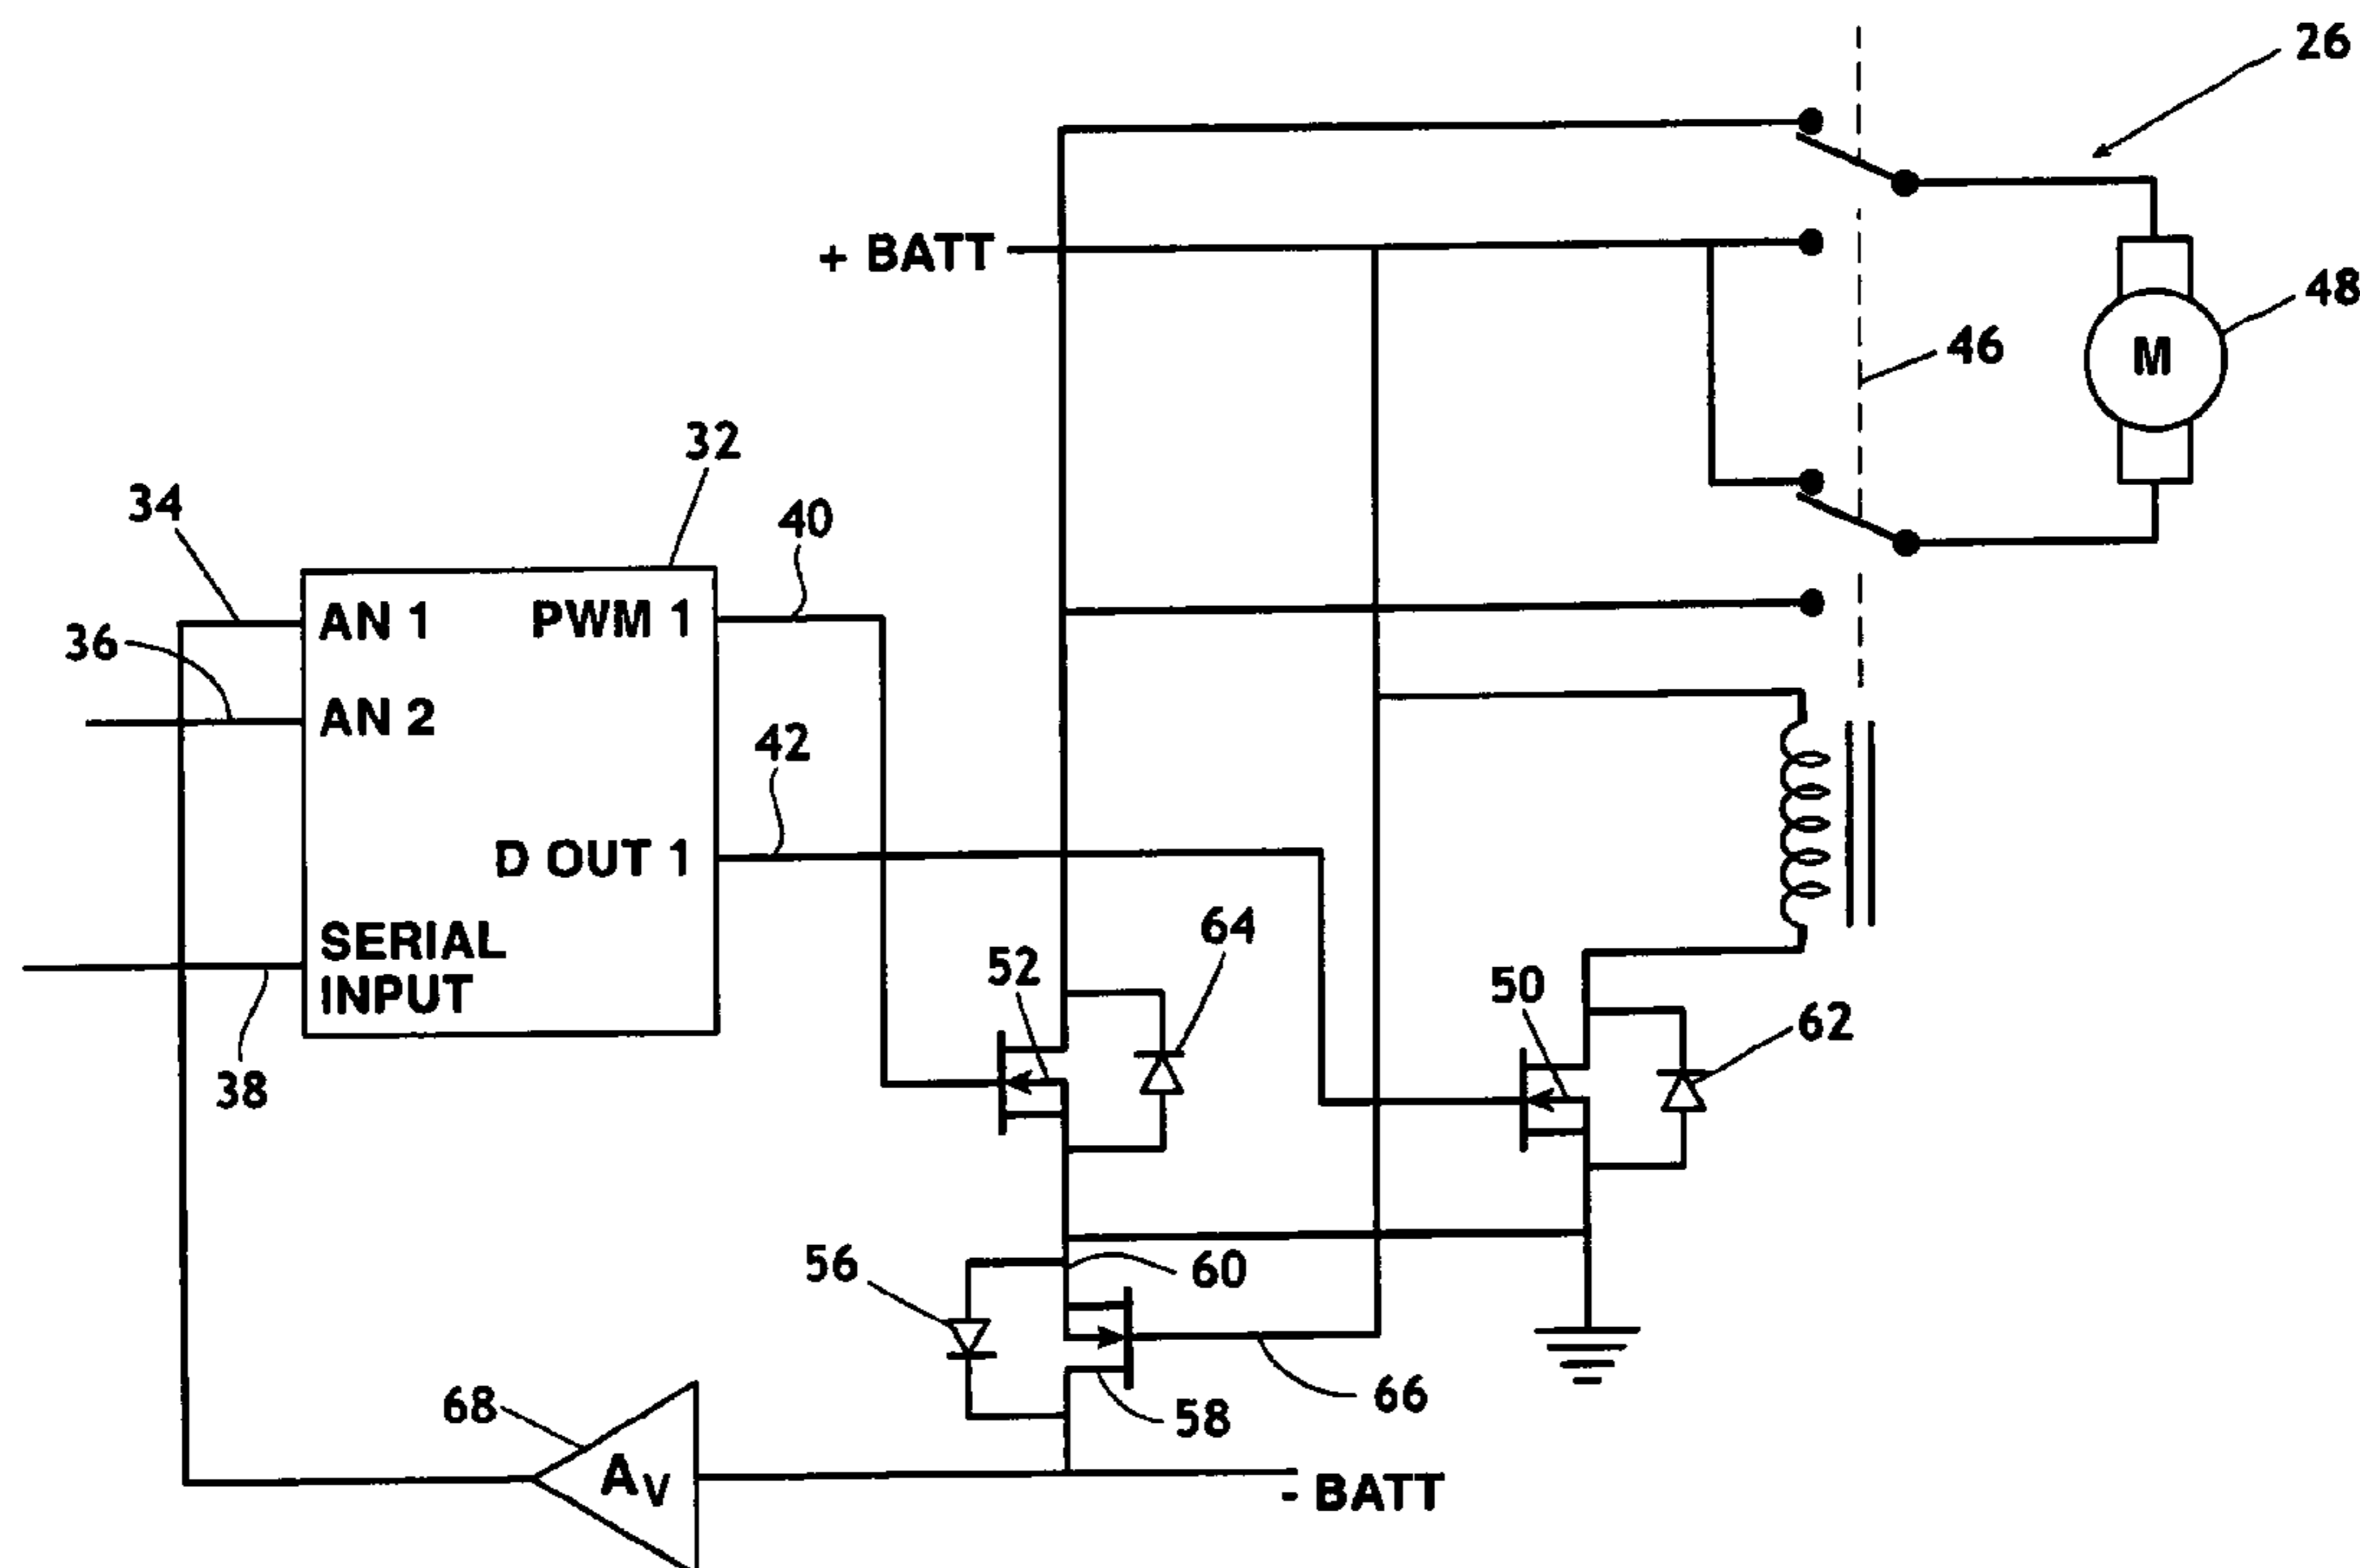 26
+ BATT
48
M
46
32
34
40
AN 1
PWM 1
36
AN 2
42
D OUT 1
64
SERIAL
INPUT
52
50
62
38
56
60
66
68
58
AV
- BATT